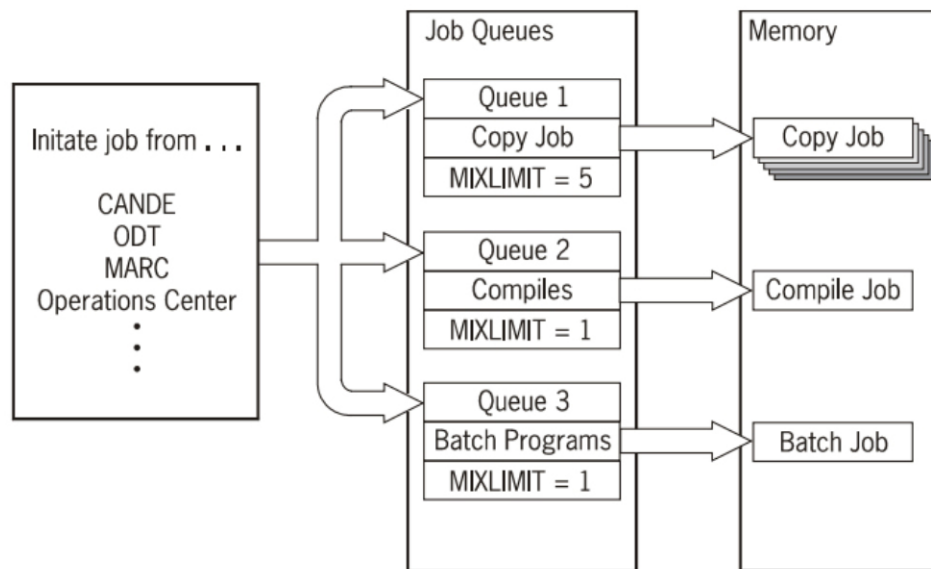 Initate job from ...
CANDE
ODT
MARC
Operations Center
Job Queues
Queue 1
Copy Job
MIXLIMIT = 5
Queue 2
Compiles
MIXLIMIT = 1
Queue 3
Batch Programs
MIXLIMIT = 1
Memory
Copy Job
Compile Job
Batch Job